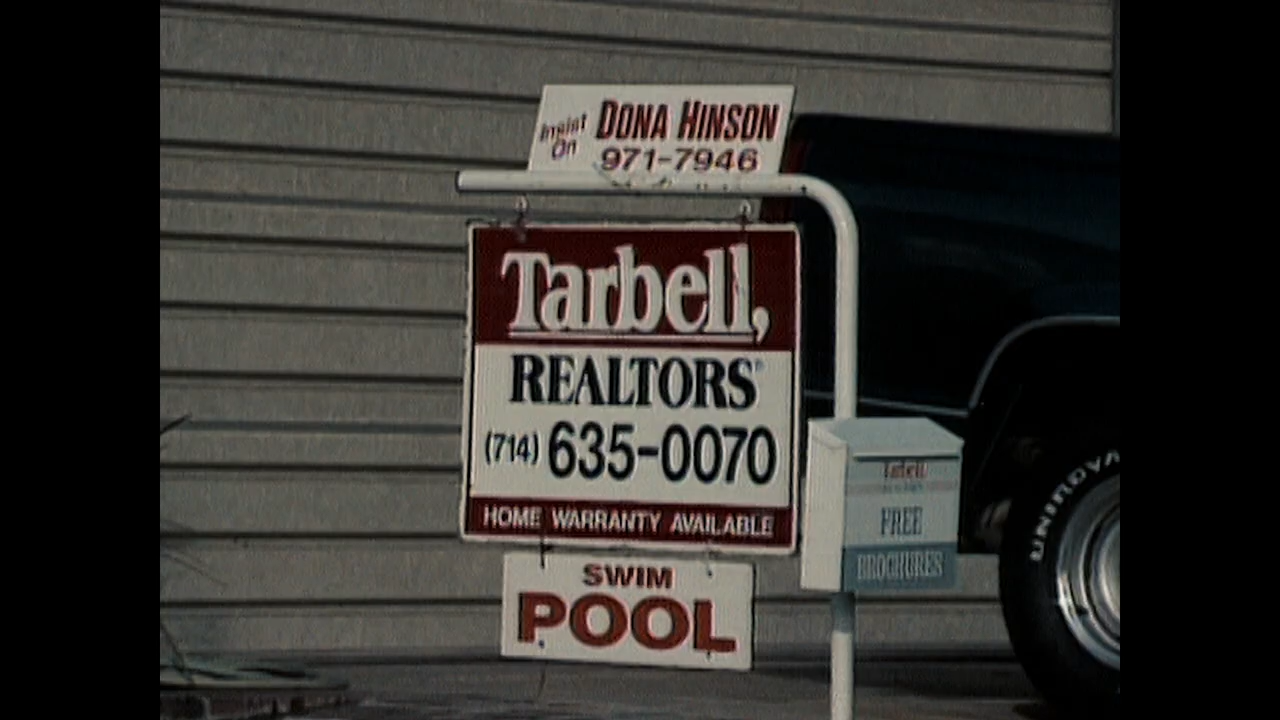 Insist
On
DONA HINSON
971-7946
Tarbell,
REALTORS®
(714) 635-0070
HOME WARRANTY AVAILABLE
SWIM
POOL
Tarbell
FREE
BROCHURES
UNIROYA